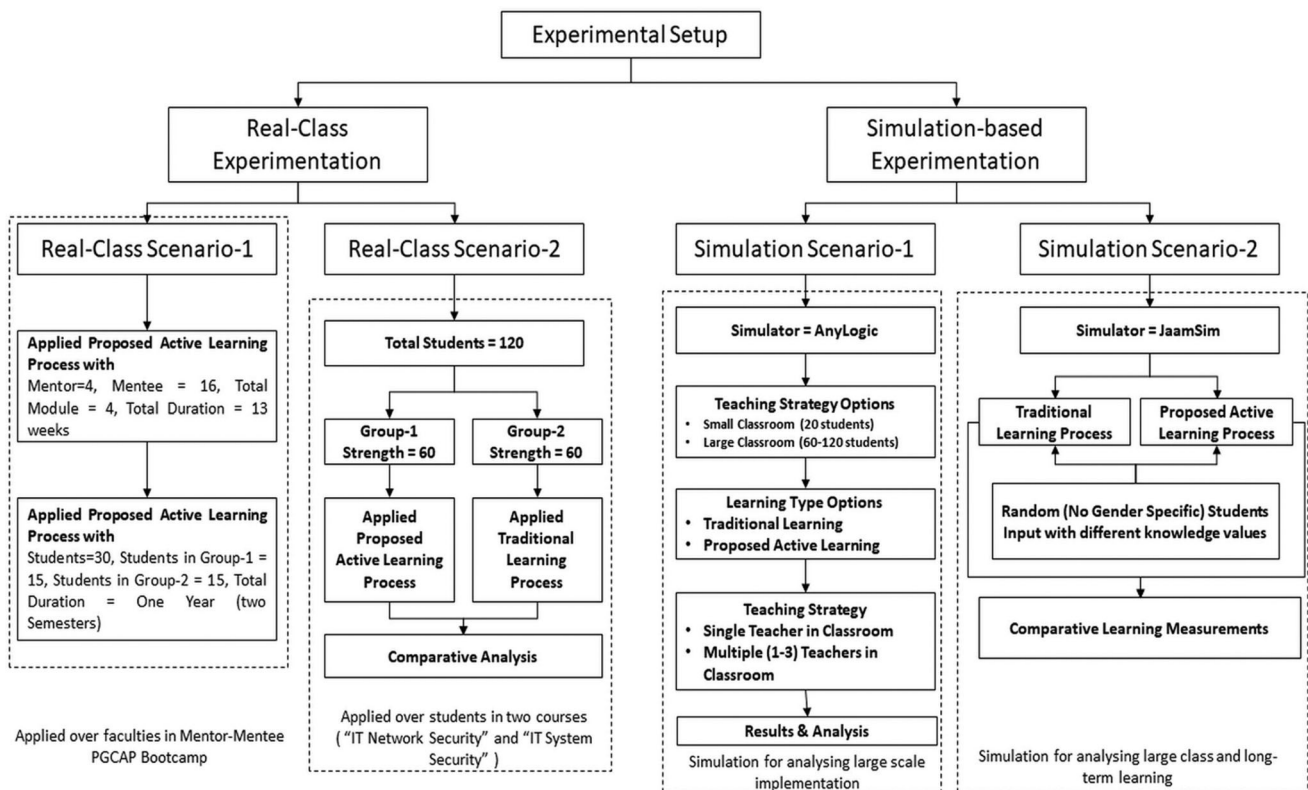 Experimental Setup
Real-Class
Experimentation
Simulation-based
Experimentation
Real-Class Scenario-1
Applied Proposed Active Learning
Process with
Mentor=4, Mentee = 16, Total
Module = 4, Total Duration = 13
weeks
Applied Proposed Active Learning
Process with
Students=30, Students in Group-1 =
15, Students in Group-2 = 15, Total
Duration = One Year (two
Semesters)
Applied over faculties in Mentor-Mentee
PGCAP Bootcamp
Real-Class Scenario-2
Total Students = 120
Group-1
Strength = 60
Group-2
Strength = 60
Applied
Proposed
Active Learning
Process
Applied
Traditional
Learning
Process
Comparative Analysis
Applied over students in two courses
( “IT Network Security” and “IT System
Security” )
Simulation Scenario-1
Simulator = AnyLogic
Teaching Strategy Options
• Small Classroom (20 students)
• Large Classroom (60-120 students)
Learning Type Options
• Traditional Learning
• Proposed Active Learning
Teaching Strategy
• Single Teacher in Classroom
• Multiple (1-3) Teachers in
Classroom
Results & Analysis
Simulation for analysing large scale
implementation
Simulation Scenario-2
Simulator = JaamSim
Traditional
Learning Process
Proposed Active
Learning Process
Random (No Gender Specific) Students
Input with different knowledge values
Comparative Learning Measurements
Simulation for analysing large class and long-
term learning